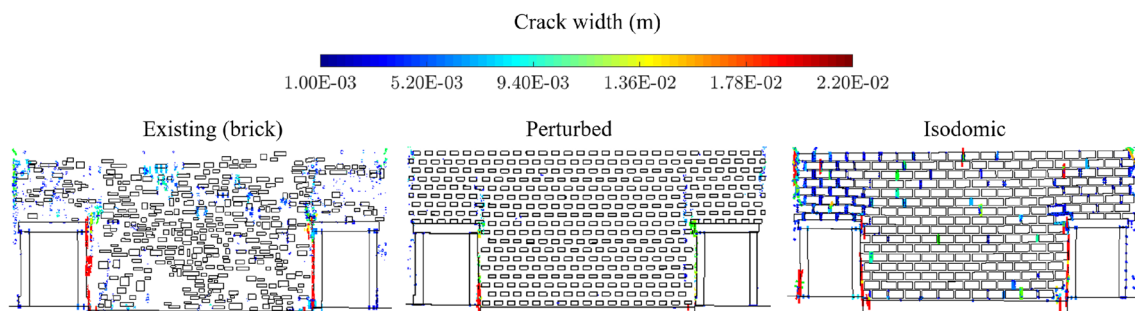 Crack width (m)
1.00E-03 5.20E-03 9.40E-03 1.36E-02 1.78E-02 2.20E-02
Existing (brick) Perturbed Isodomic